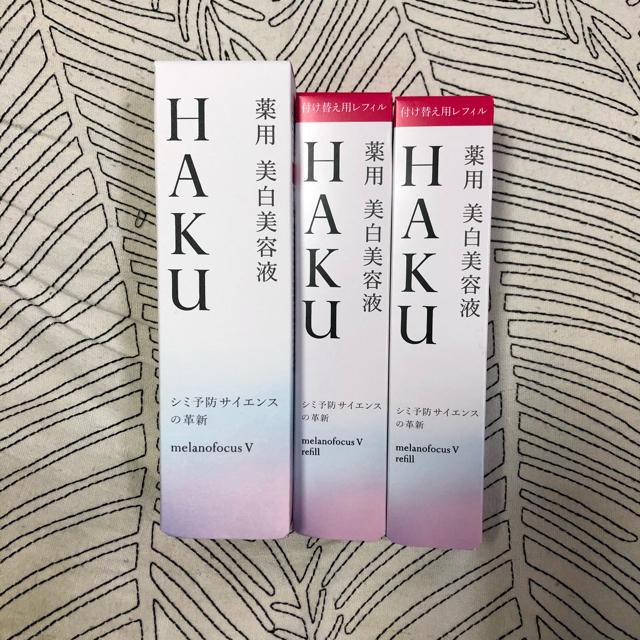 HAKU
薬用 美白美容液
シミ予防サイエンス
の革新
melanofocus V
付け替え用レフィル
HAKU
薬用 美白美容液
シミ予防サイエンス
の革新
melanofocus V
refill
付け替え用レフィル
HAKU
薬用 美白美容液
シミ予防サイエンス
の革新
melanofocus V
refill